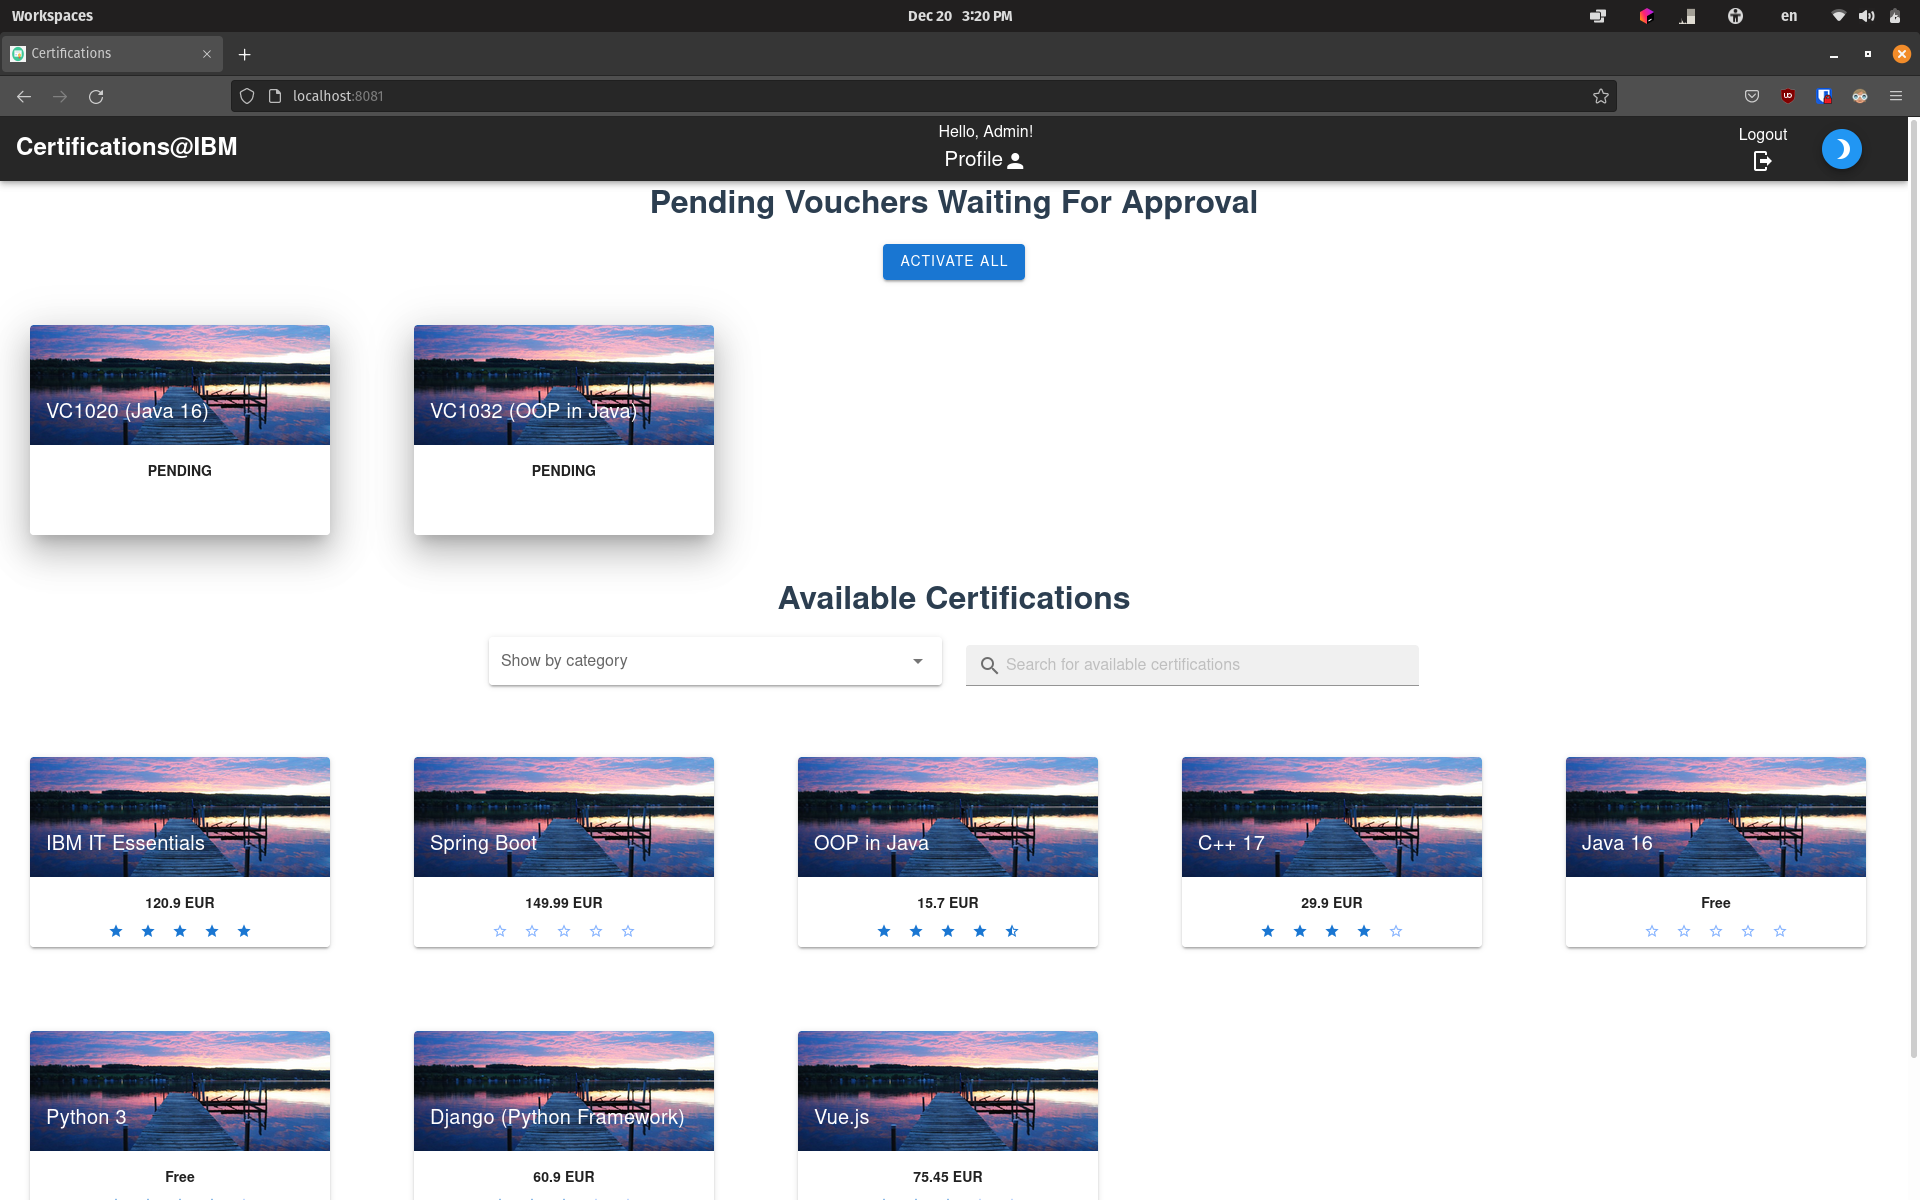 Workspaces
Dec 20 3:20 PM
en
Certifications
localhost:8081
Certifications@IBM
Hello, Admin!
Profile
Logout
Pending Vouchers Waiting For Approval
ACTIVATE ALL
VC1020 (Java 16)
VC1032 (OOP in Java)
PENDING
PENDING
Available Certifications
Show by category
Search for available certifications
IBM IT Essentials
Spring Boot
OOP in Java
C++ 17
Java 16
120.9 EUR
149.99 EUR
15.7 EUR
29.9 EUR
Free
Python 3
Django (Python Framework)
Vue.js
Free
60.9 EUR
75.45 EUR